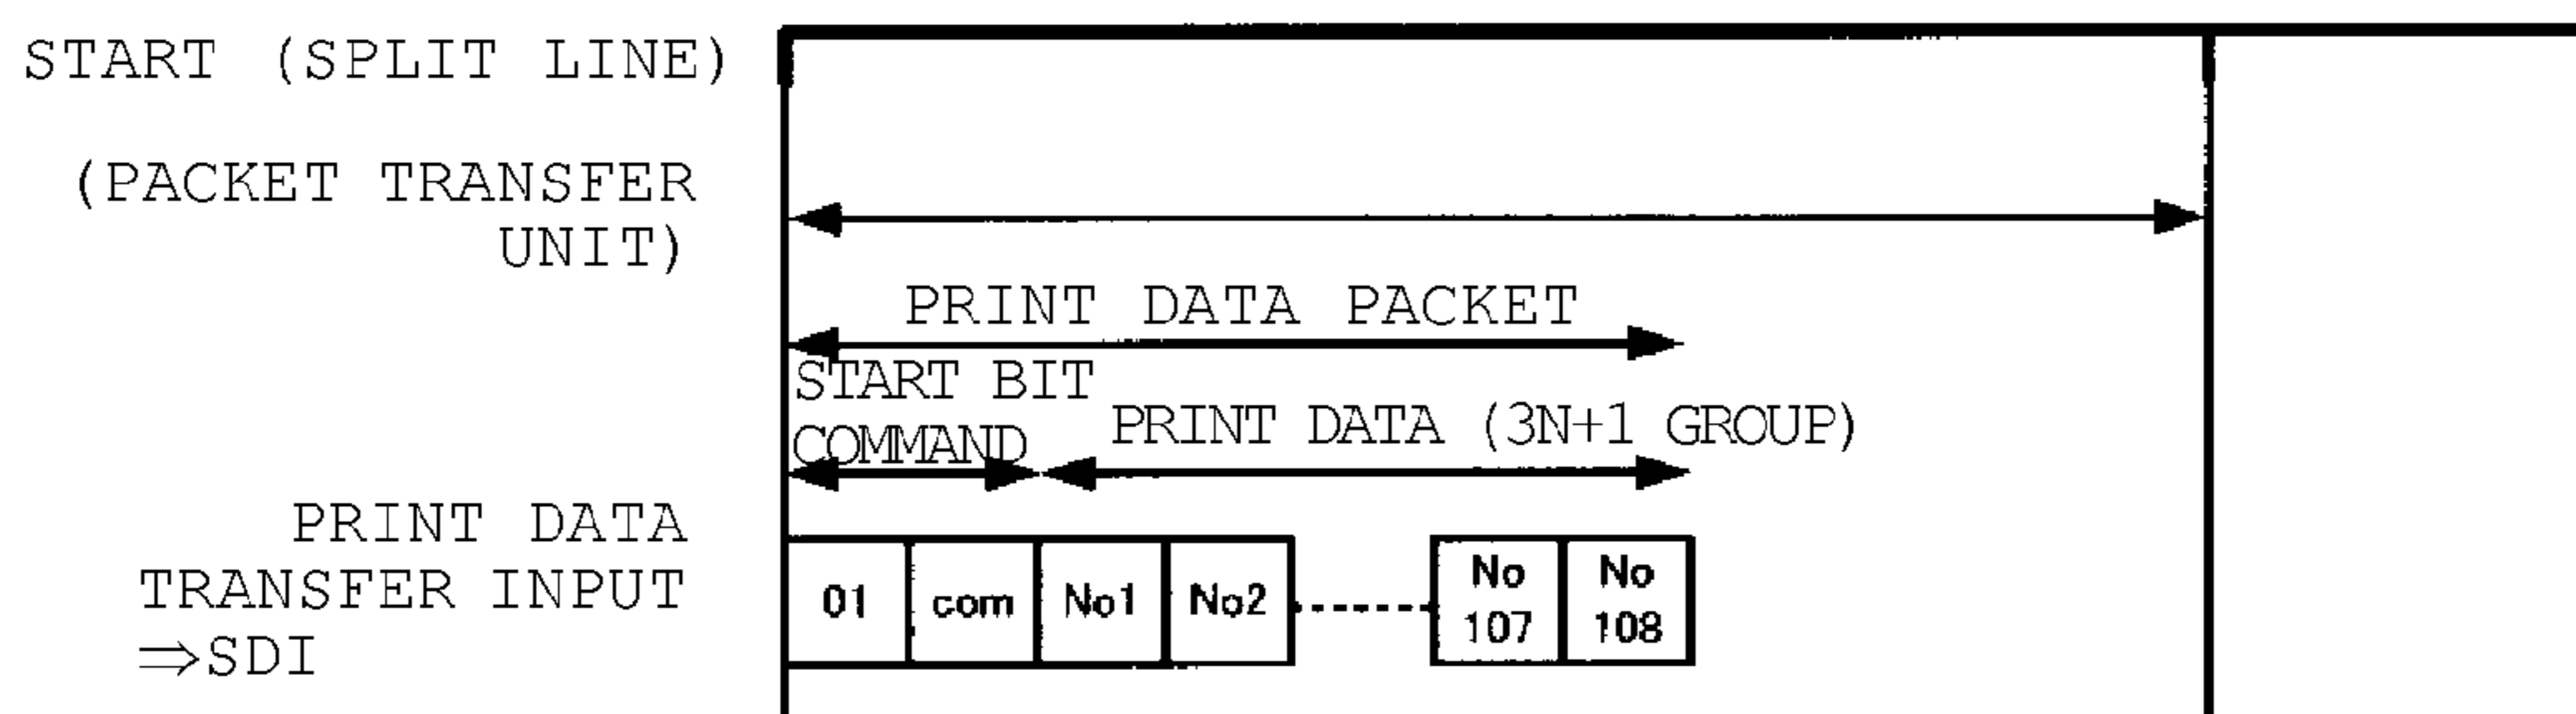 START (SPLIT LINE)
(PACKET TRANSFER
UNIT)
PRINT DATA PACKET
START BIT
COMMAND
PRINT DATA (3N+1 GROUP)
PRINT DATA
TRANSFER INPUT
⇒SDI
01 com No1 No2 No No
107 108